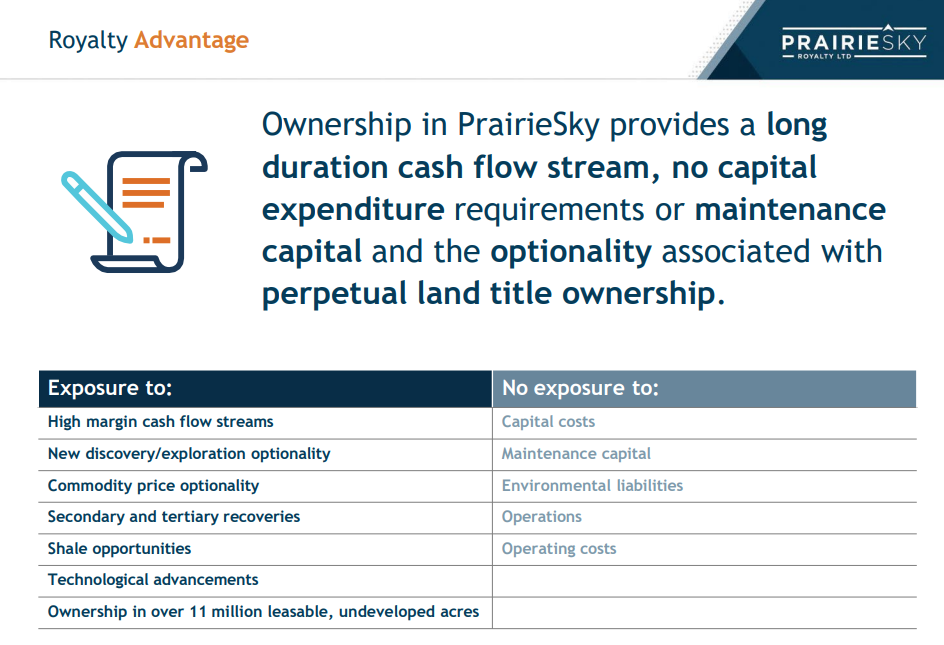 Royalty Advantage
PRAIRIESKY
ROYALTY LTD
Ownership in PrairieSky provides a long
duration cash flow stream, no capital
expenditure requirements or maintenance
capital and the optionality associated with
perpetual land title ownership.
Exposure to: No exposure to:
High margin cash flow streams Capital costs
New discovery/exploration optionality Maintenance capital
Commodity price optionality Environmental liabilities
Secondary and tertiary recoveries Operations
Shale opportunities Operating costs
Technological advancements
Ownership in over 11 million leasable, undeveloped acres